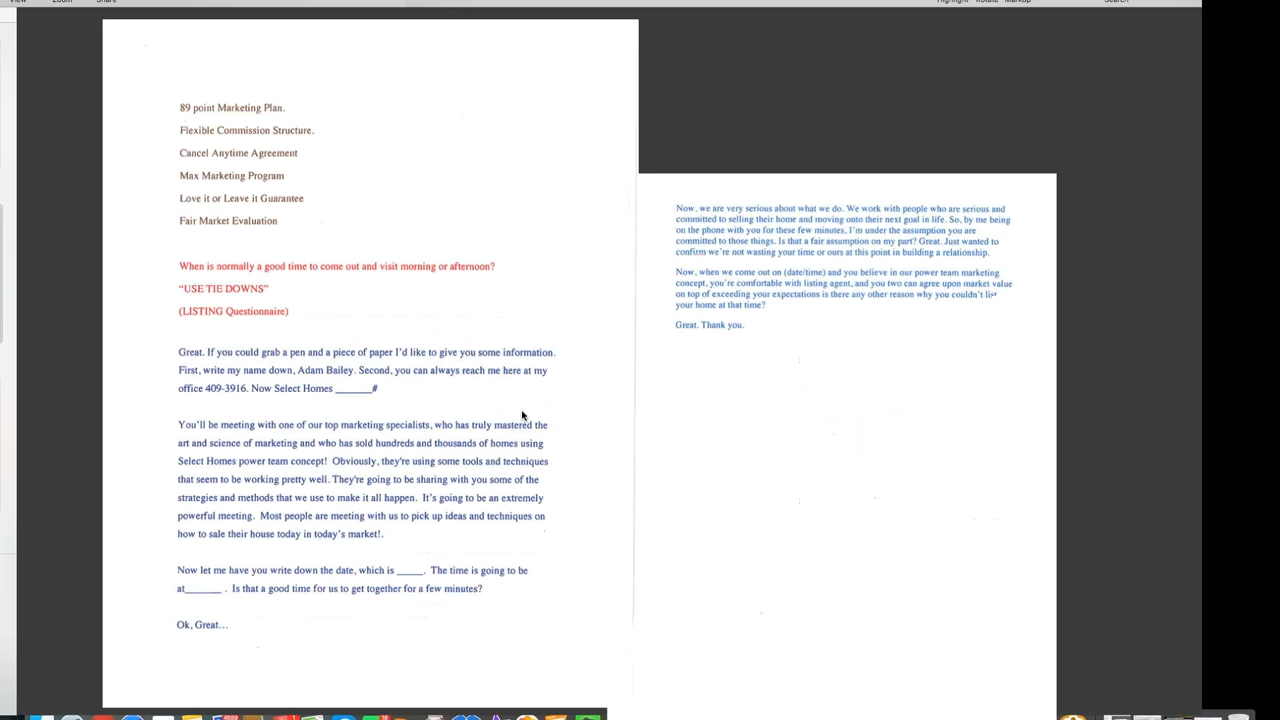 View Zoom Share Highlight Rotate Markup Search
89 point Marketing Plan.
Flexible Commission Structure.
Cancel Anytime Agreement
Max Marketing Program
Love it or Leave it Guarantee
Fair Market Evaluation
When is normally a good time to come out and visit morning or afternoon?
“USE TIE DOWNS”
(LISTING Questionnaire)
Great. If you could grab a pen and a piece of paper I'd like to give you some information.
First, write my name down, Adam Bailey. Second, you can always reach me here at my
office 409-3916. Now Select Homes _______#
You'll be meeting with one of our top marketing specialists, who has truly mastered the
art and science of marketing and who has sold hundreds and thousands of homes using
Select Homes power team concept! Obviously, they're using some tools and techniques
that seem to be working pretty well. They're going to be sharing with you some of the
strategies and methods that we use to make it all happen. It's going to be an extremely
powerful meeting. Most people are meeting with us to pick up ideas and techniques on
how to sale their house today in today's market!.
Now let me have you write down the date, which is _____. The time is going to be
at_______ . Is that a good time for us to get together for a few minutes?
Ok, Great…
Now, we are very serious about what we do. We work with people who are serious and
committed to selling their home and moving onto their next goal in life. So, by me being
on the phone with you for these few minutes, I'm under the assumption you are
committed to those things. Is that a fair assumption on my part? Great. Just wanted to
confirm we're not wasting your time or ours at this point in building a relationship.
Now, when we come out on (date/time) and you believe in our power team marketing
concept, you're comfortable with listing agent, and you two can agree upon market value
on top of exceeding your expectations is there any other reason why you couldn't list
your home at that time?
Great. Thank you.